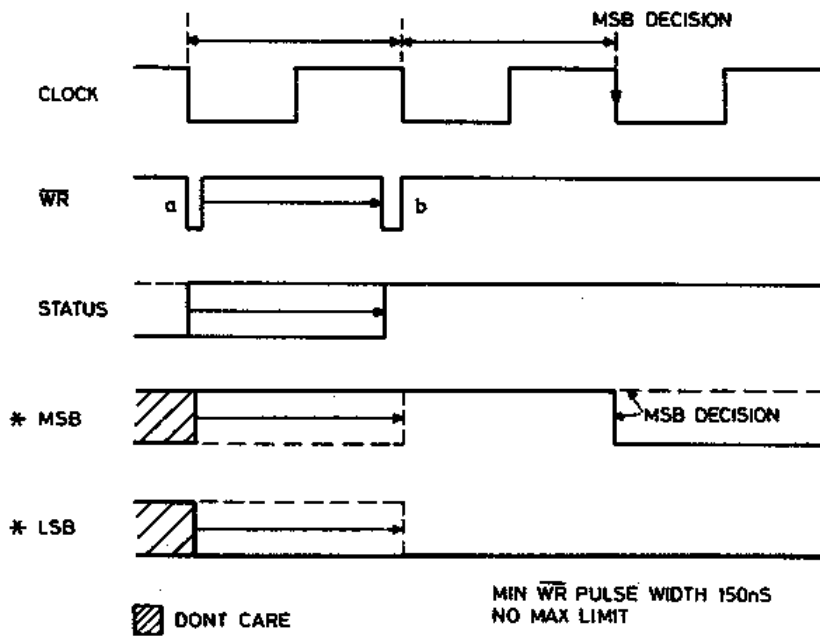 MSB DECISION
CLOCK
WR
a
b
STATUS
* MSB
MSB DECISION
* LSB
DONT CARE
MIN WR PULSE WIDTH 150nS
NO MAX LIMIT